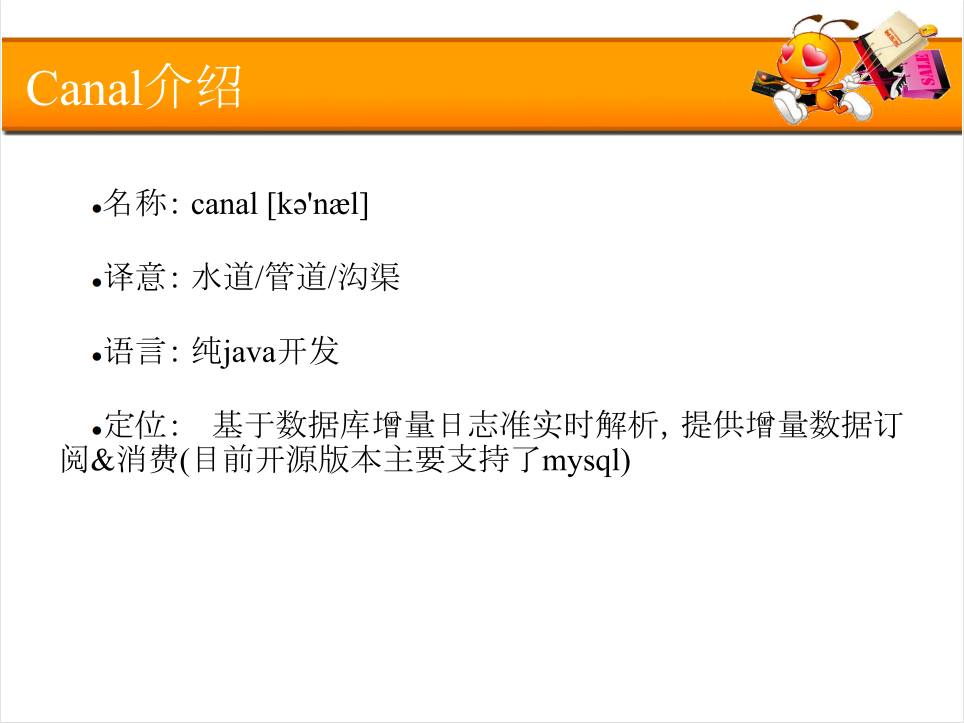 Canal介绍
SALE
●名称: canal [kə'næl]
●译意: 水道/管道/沟渠
●语言: 纯java开发
●定位: 基于数据库增量日志准实时解析, 提供增量数据订
阅&消费(目前开源版本主要支持了mysql)